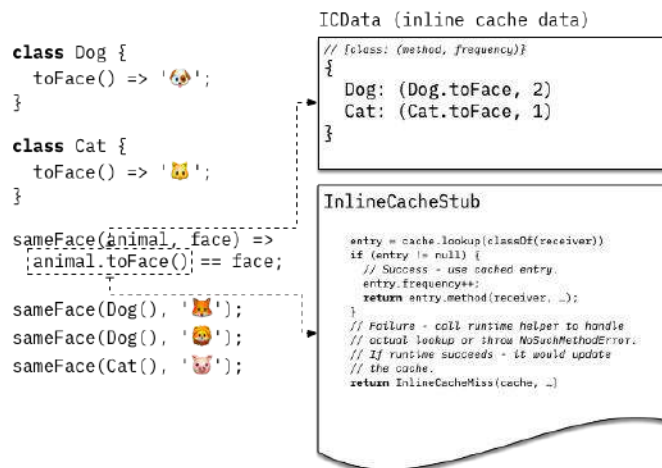 class Dog {
toFace() => '🐶';
}
class Cat {
toFace() => '🐱';
}
sameFace(animal, face) =>
animal.toFace() == face;
sameFace(Dog(), '🦊');
sameFace(Dog(), '🦁');
sameFace(Cat(), '🐷');
ICData (inline cache data)
// {class: (method, frequency)}
{
Dog: (Dog.toFace, 2)
Cat: (Cat.toFace, 1)
}
InlineCacheStub
entry = cache.lookup(classOf(receiver))
if (entry != null) {
// Success - use cached entry.
entry.frequency++;
return entry.method(receiver, …);
}
// Failure - call runtime helper to handle
// actual lookup or throw NoSuchMethodError.
// If runtime succeeds - it would update
// the cache.
return InlineCacheMiss(cache, …)